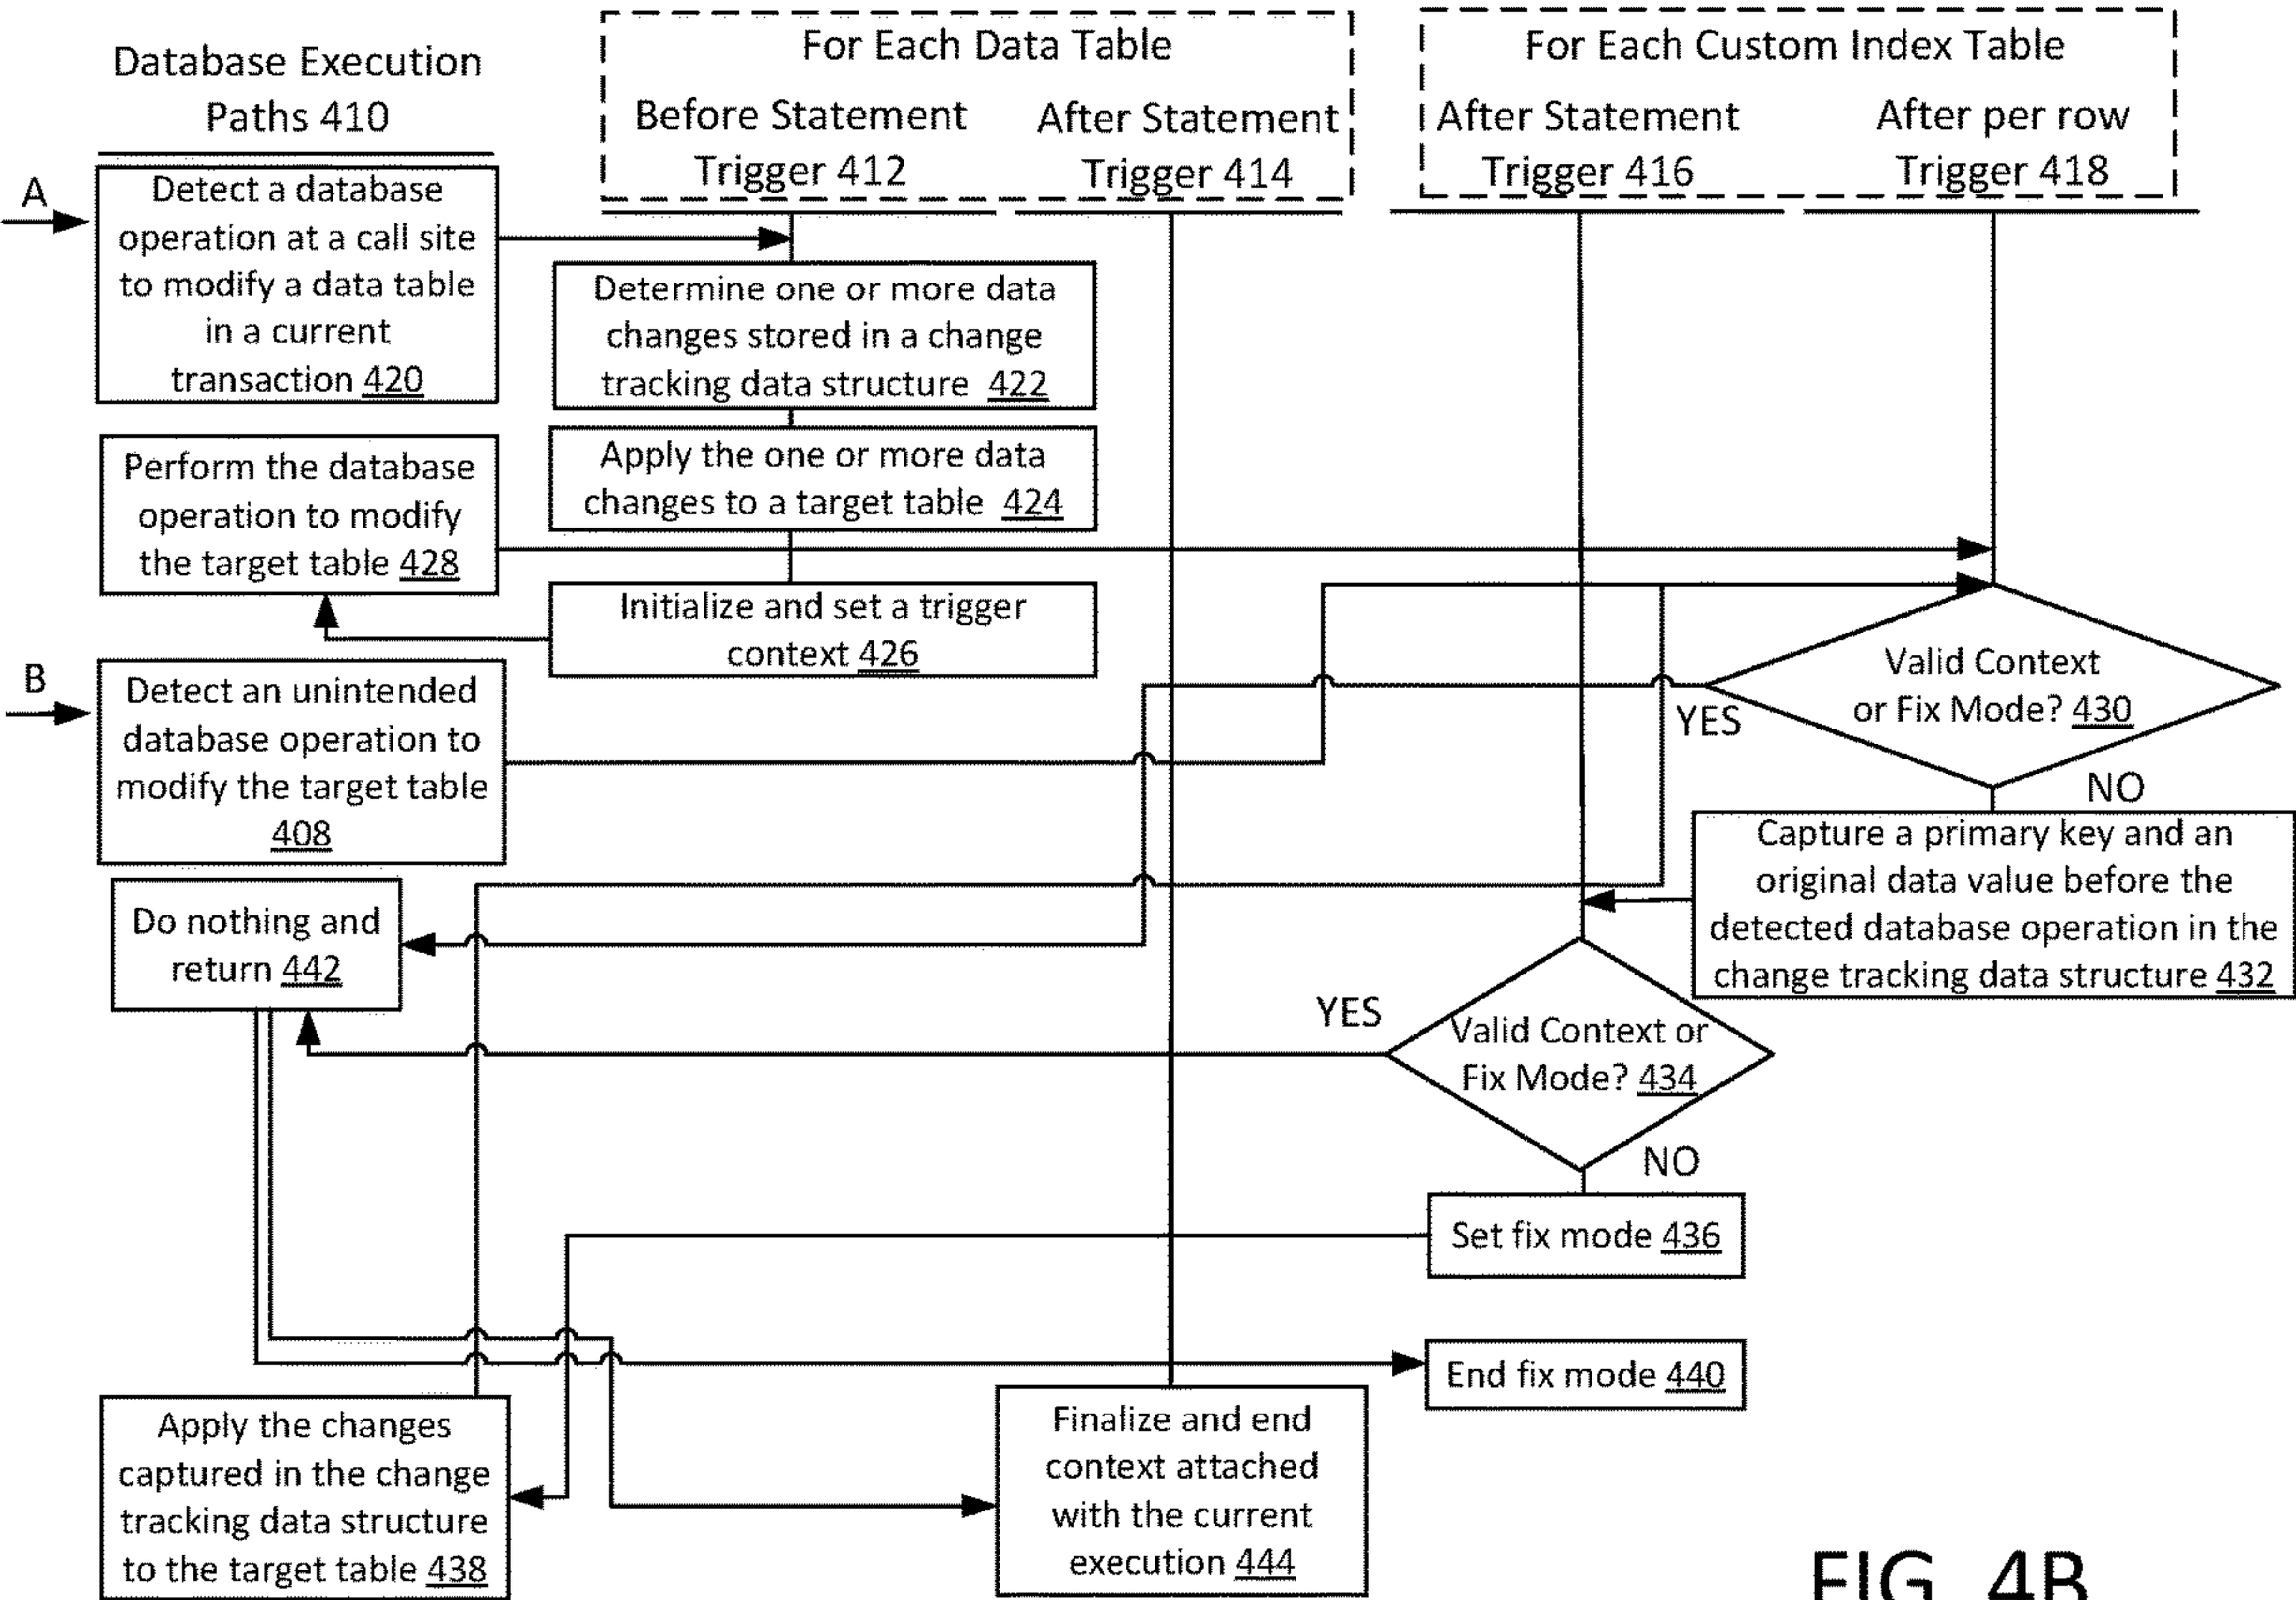 Database Execution
Paths 410
For Each Data Table
Before Statement
Trigger 412
After Statement
Trigger 414
For Each Custom Index Table
After Statement
Trigger 416
After per row
Trigger 418
A
Detect a database
operation at a call site
to modify a data table
in a current
transaction 420
Determine one or more data
changes stored in a change
tracking data structure 422
Apply the one or more data
changes to a target table 424
Perform the database
operation to modify
the target table 428
Initialize and set a trigger
context 426
B
Detect an unintended
database operation to
modify the target table
408
Valid Context
or Fix Mode? 430
YES
NO
Capture a primary key and an
original data value before the
detected database operation in the
change tracking data structure 432
Do nothing and
return 442
YES
Valid Context or
Fix Mode? 434
NO
Set fix mode 436
End fix mode 440
Apply the changes
captured in the change
tracking data structure
to the target table 438
Finalize and end
context attached
with the current
execution 444
FIG. 4B